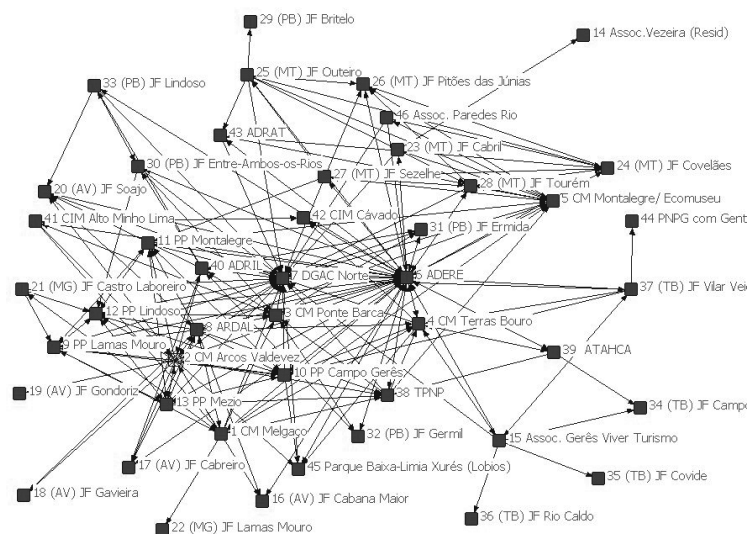 29 (PB) JF Britelo
14 Assoc.Vezeira (Resid)
25 (MT) JF Outeiro
26 (MT) JF Pitões das Júnias
33 (PB) JF Lindoso
46 Assoc. Paredes Rio
43 ADRAT
23 (MT) JF Cabril
30 (PB) JF Entre-Ambos-os-Rios
24 (MT) JF Covelães
27 (MT) JF Sezelhe
28 (MT) JF Tourém
20 (AV) JF Soajo
5 CM Montalegre/ Ecomuseu
41 CIM Alto Minho Lima
42 CIM Cávado
44 PNPG com Gent
31 (PB) JF Ermida
11 PP Montalegre
40 ADRIL
7 DGAC Norte
6 ADERE
21 (MG) JF Castro Laboreiro
37 (TB) JF Vilar Vei
12 PP Lindoso
3 CM Ponte Barca
8 ARDAL
4 CM Terras Bouro
9 PP Lamas Mouro
2 CM Arcos Valdevez
39 ATAHCA
10 PP Campo Gerês
19 (AV) JF Gondoriz
38 TPNP
13 PP Mezio
34 (TB) JF Campo
1 CM Melgaço
32 (PB) JF Germil
15 Assoc. Gerês Viver Turismo
17 (AV) JF Cabreiro
45 Parque Baixa-Limia Xurés (Lobios)
35 (TB) JF Covide
18 (AV) JF Gavieira
16 (AV) JF Cabana Maior
36 (TB) JF Rio Caldo
22 (MG) JF Lamas Mouro